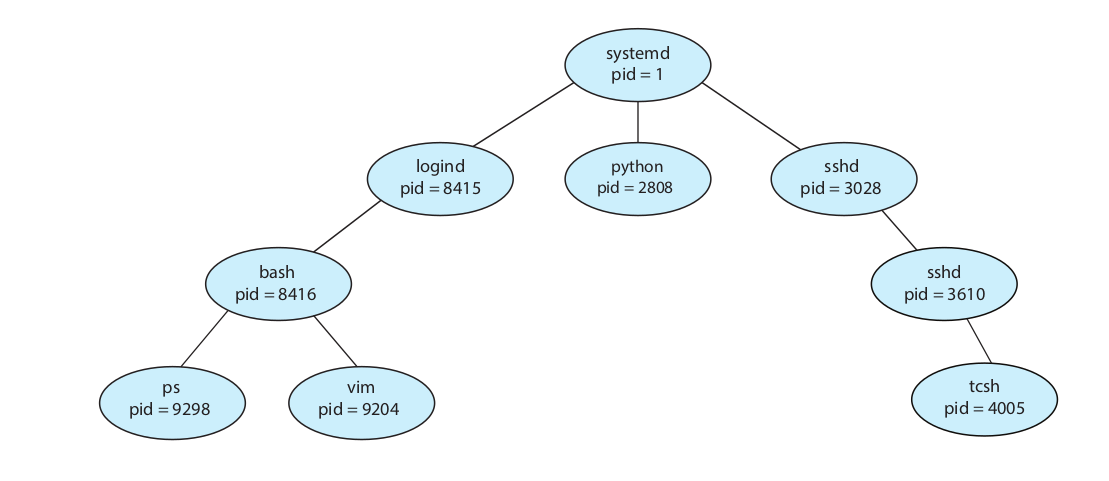 systemd
pid = 1
logind
pid = 8415
python
pid = 2808
sshd
pid = 3028
bash
pid = 8416
sshd
pid = 3610
ps
pid = 9298
vim
pid = 9204
tcsh
pid = 4005